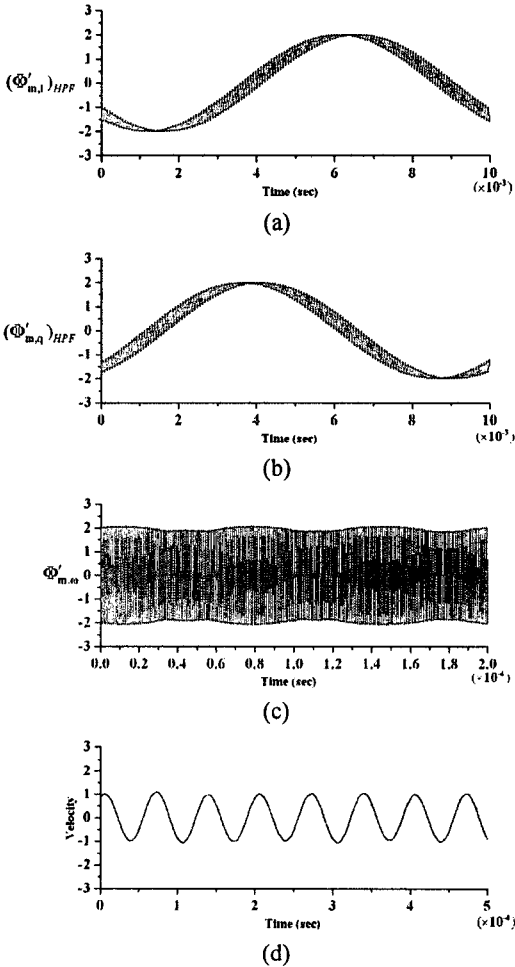 3
2
1
0
-1
-2
-3
(Φ̃′m,i)HPF
0 2 4 6 8 10
Time (sec) (×10⁻³)
(a)
3
2
1
0
-1
-2
-3
(Φ̃′m,q)HPF
0 2 4 6 8 10
Time (sec) (×10⁻³)
(b)
3
2
1
0
-1
-2
-3
Φ̃′m,ω
0.0 0.2 0.4 0.6 0.8 1.0 1.2 1.4 1.6 1.8 2.0
Time (sec) (×10⁻⁴)
(c)
3
2
1
0
-1
-2
-3
Velocity
0 1 2 3 4 5
Time (sec) (×10⁻⁴)
(d)